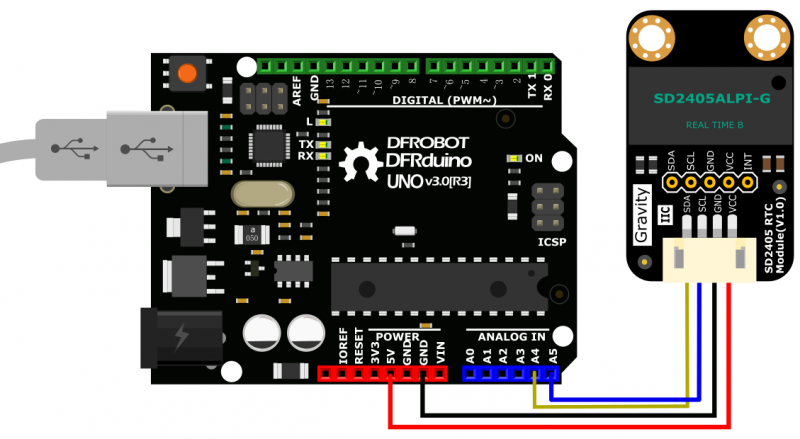 AREF
GND
13
12
~11
~10
~9
8
7
~6
~5
4
~3
2
TX 1
RX 0
DIGITAL (PWM~)
L
TX
RX
DFROBOT
DFRduino
UNO v3.0[R3]
ON
ICSP
a
050
POWER
ANALOG IN
IOREF
RESET
3V3
5V
GND
GND
VIN
A0
A1
A2
A3
A4
A5
SD2405ALPI-G
REAL TIME B
SDA
SCL
GND
VCC
INT
SDA
SCL
GND
VCC
Gravity
IIC
SD2405 RTC
Module(V1.0)